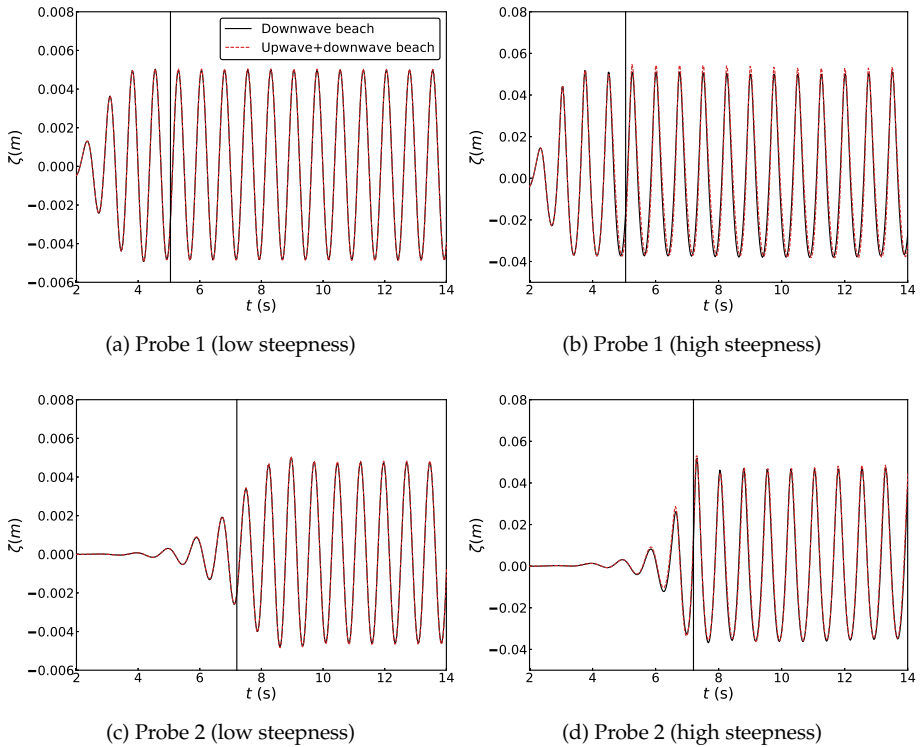 0.008
0.006
0.004
0.002
0.000
−0.002
−0.004
−0.006
ζ(m)
2 4 6 8 10 12 14
t (s)
Downwave beach
Upwave+downwave beach
(a) Probe 1 (low steepness)
0.08
0.06
0.04
0.02
0.00
−0.02
−0.04
ζ(m)
2 4 6 8 10 12 14
t (s)
(b) Probe 1 (high steepness)
0.008
0.006
0.004
0.002
0.000
−0.002
−0.004
−0.006
ζ(m)
2 4 6 8 10 12 14
t (s)
(c) Probe 2 (low steepness)
0.08
0.06
0.04
0.02
0.00
−0.02
−0.04
ζ(m)
2 4 6 8 10 12 14
t (s)
(d) Probe 2 (high steepness)